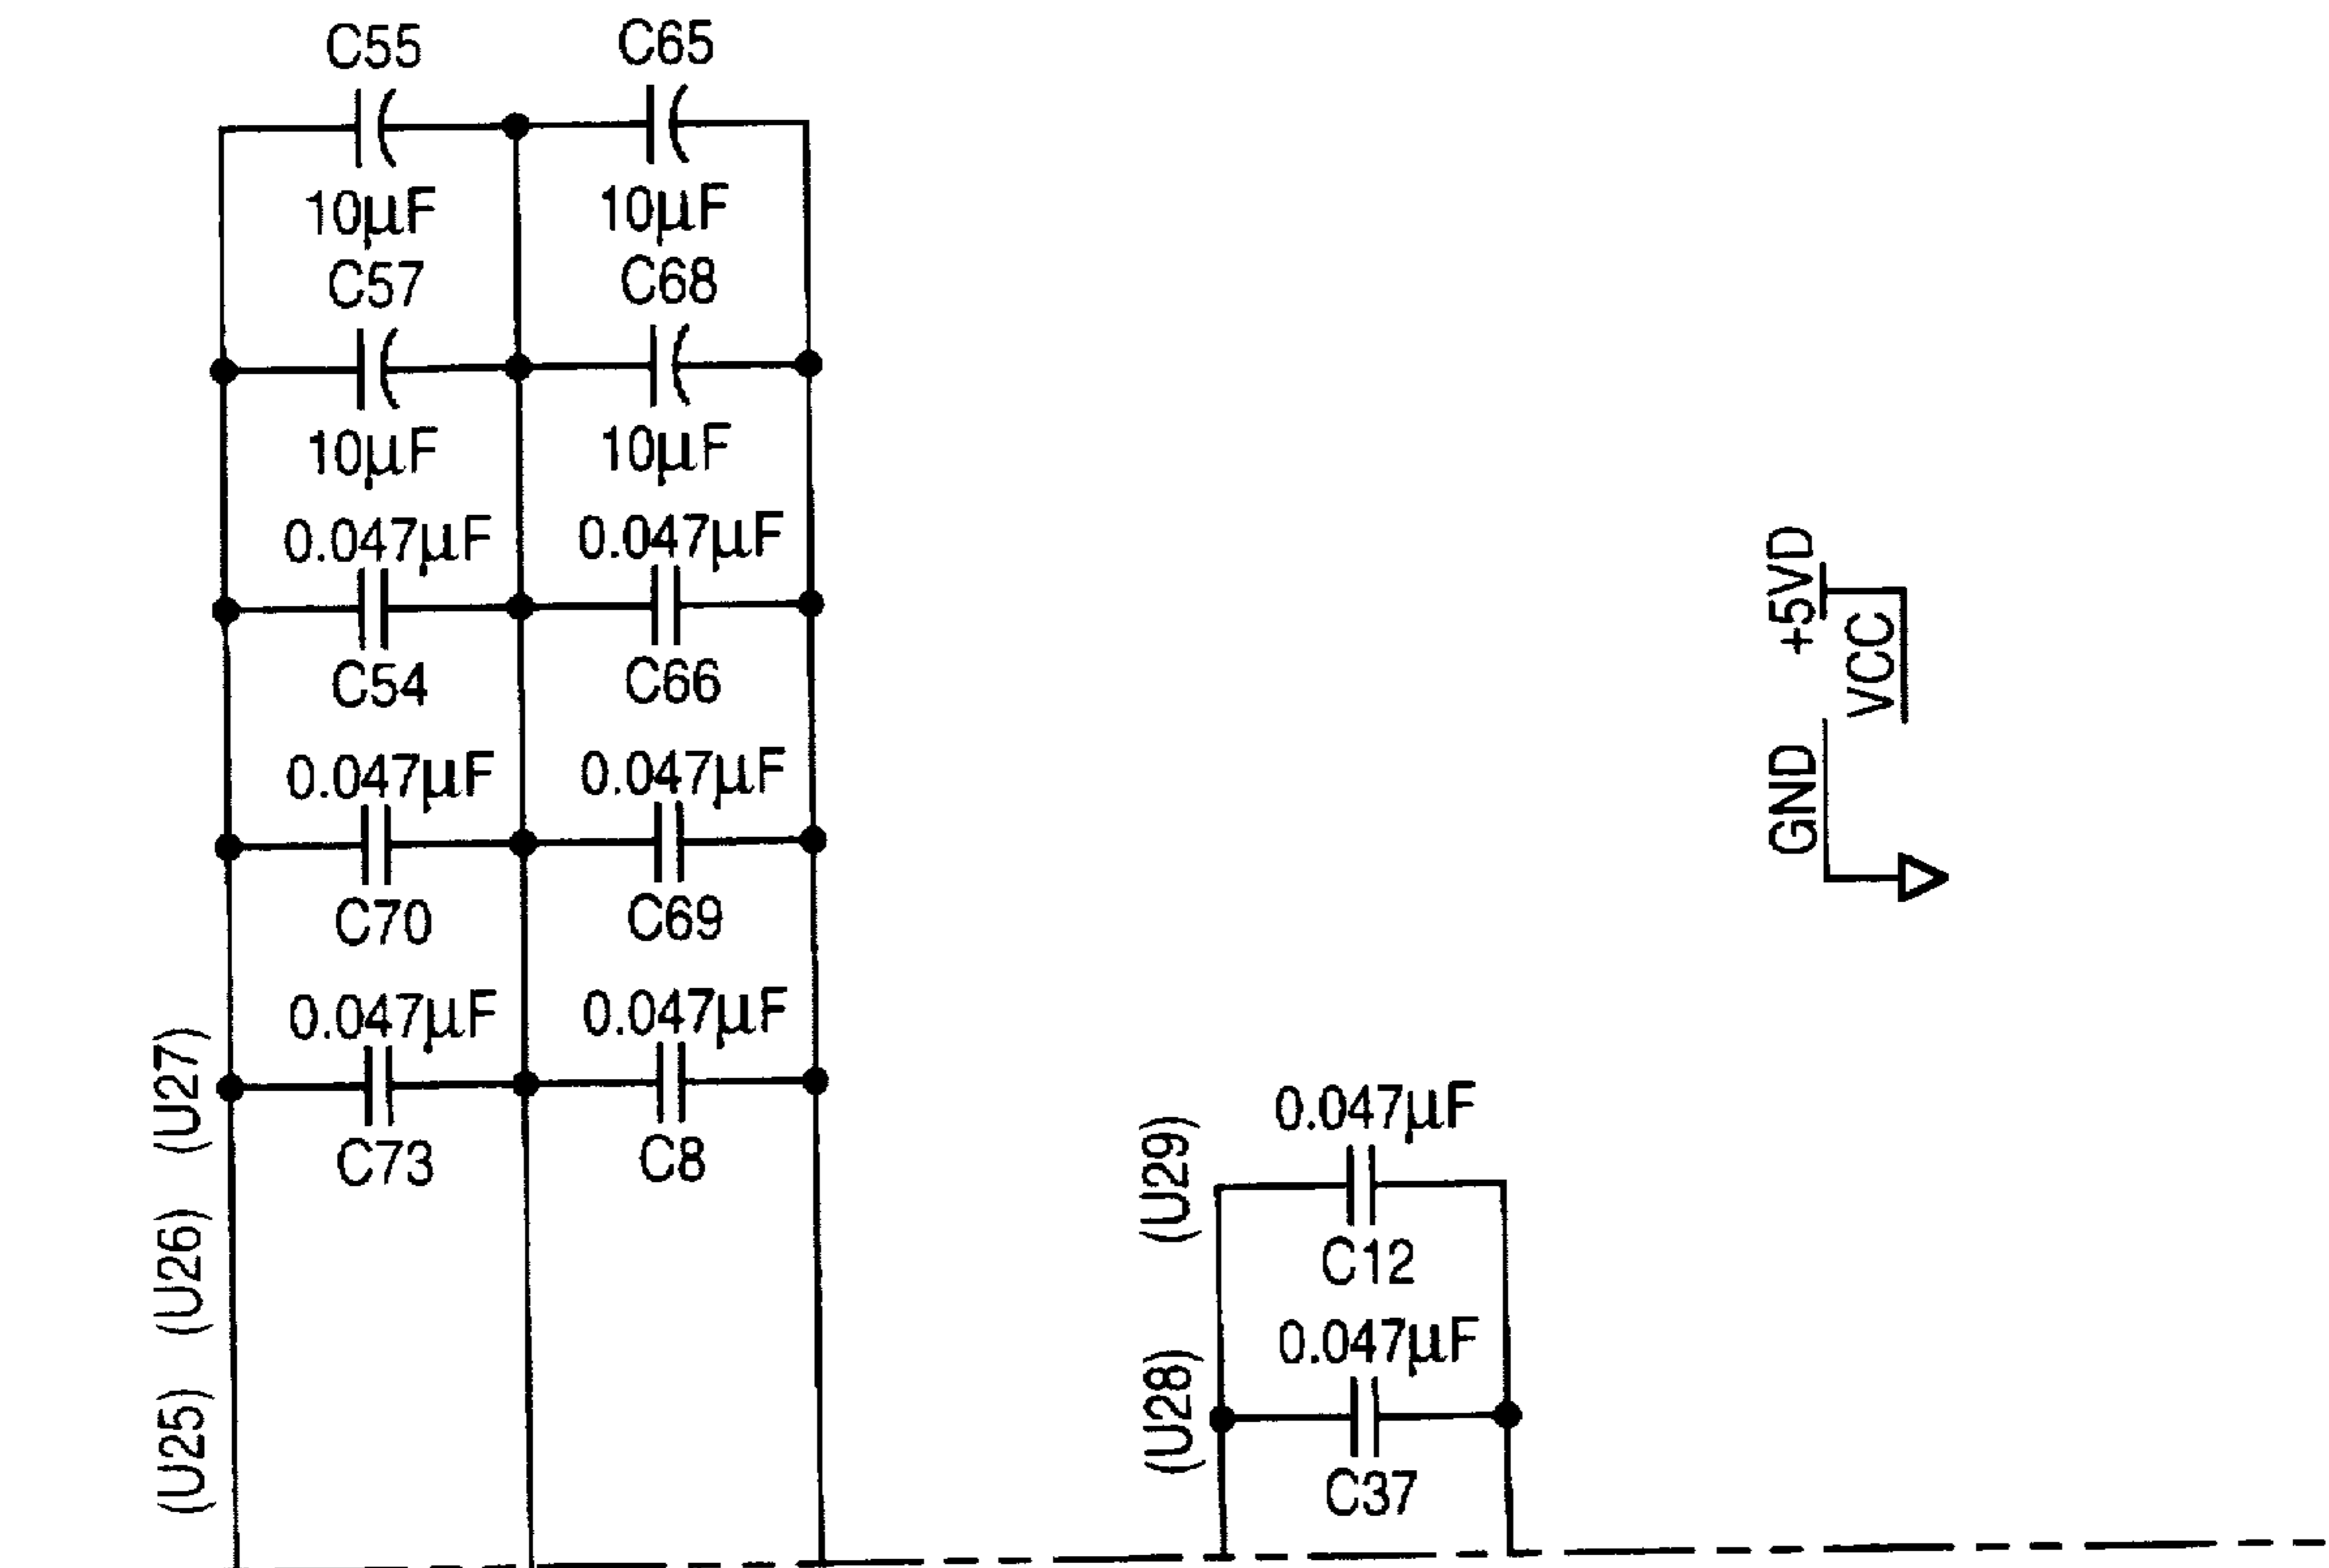 C55 C65
10µF 10µF
C57 C68
10µF 10µF
0.047µF 0.047µF
C54 C66
0.047µF 0.047µF
C70 C69
0.047µF 0.047µF
C73 C8
(U27)
(U26)
(U25)
+5VD
VCC
GND
(U29)
0.047µF
C12
(U28)
0.047µF
C37